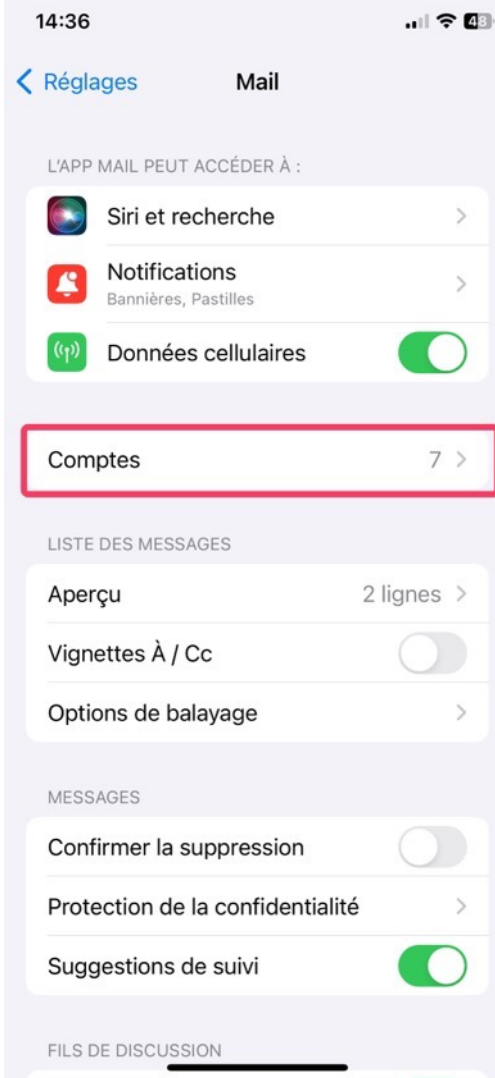 14:36
48
Réglages
Mail
L'APP MAIL PEUT ACCÉDER À :
Siri et recherche
Notifications
Bannières, Pastilles
Données cellulaires
Comptes 7
LISTE DES MESSAGES
Aperçu 2 lignes
Vignettes À / Cc
Options de balayage
MESSAGES
Confirmer la suppression
Protection de la confidentialité
Suggestions de suivi
FILS DE DISCUSSION